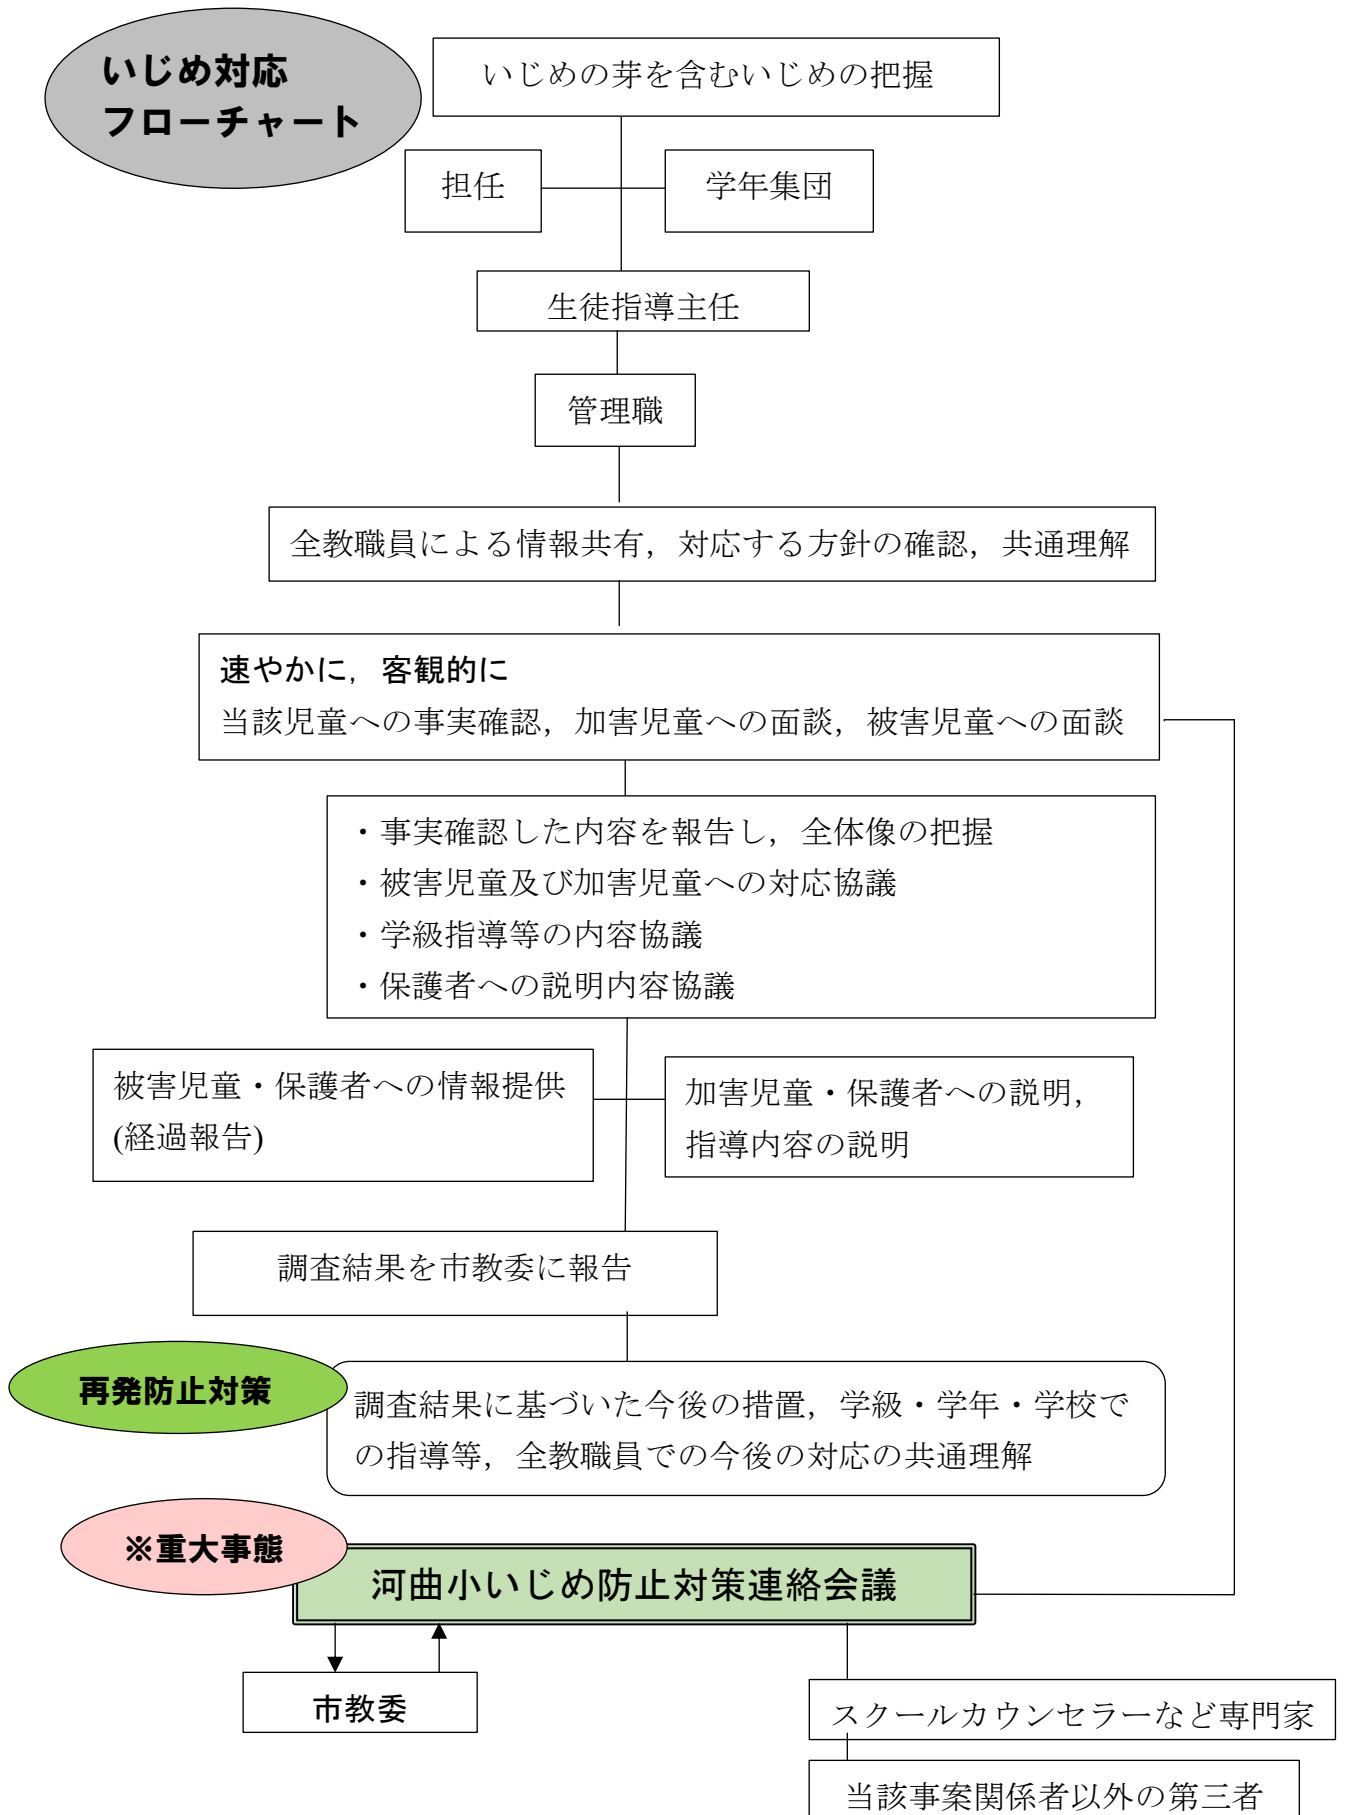 いじめ対応
フローチャート
いじめの芽を含むいじめの把握
担任
学年集団
生徒指導主任
管理職
全教職員による情報共有，対応する方針の確認，共通理解
速やかに，客観的に
当該児童への事実確認，加害児童への面談，被害児童への面談
・事実確認した内容を報告し，全体像の把握
・被害児童及び加害児童への対応協議
・学級指導等の内容協議
・保護者への説明内容協議
被害児童・保護者への情報提供
(経過報告)
加害児童・保護者への説明，
指導内容の説明
調査結果を市教委に報告
再発防止対策
調査結果に基づいた今後の措置，学級・学年・学校で
の指導等，全教職員での今後の対応の共通理解
※重大事態
河曲小いじめ防止対策連絡会議
市教委
スクールカウンセラーなど専門家
当該事案関係者以外の第三者